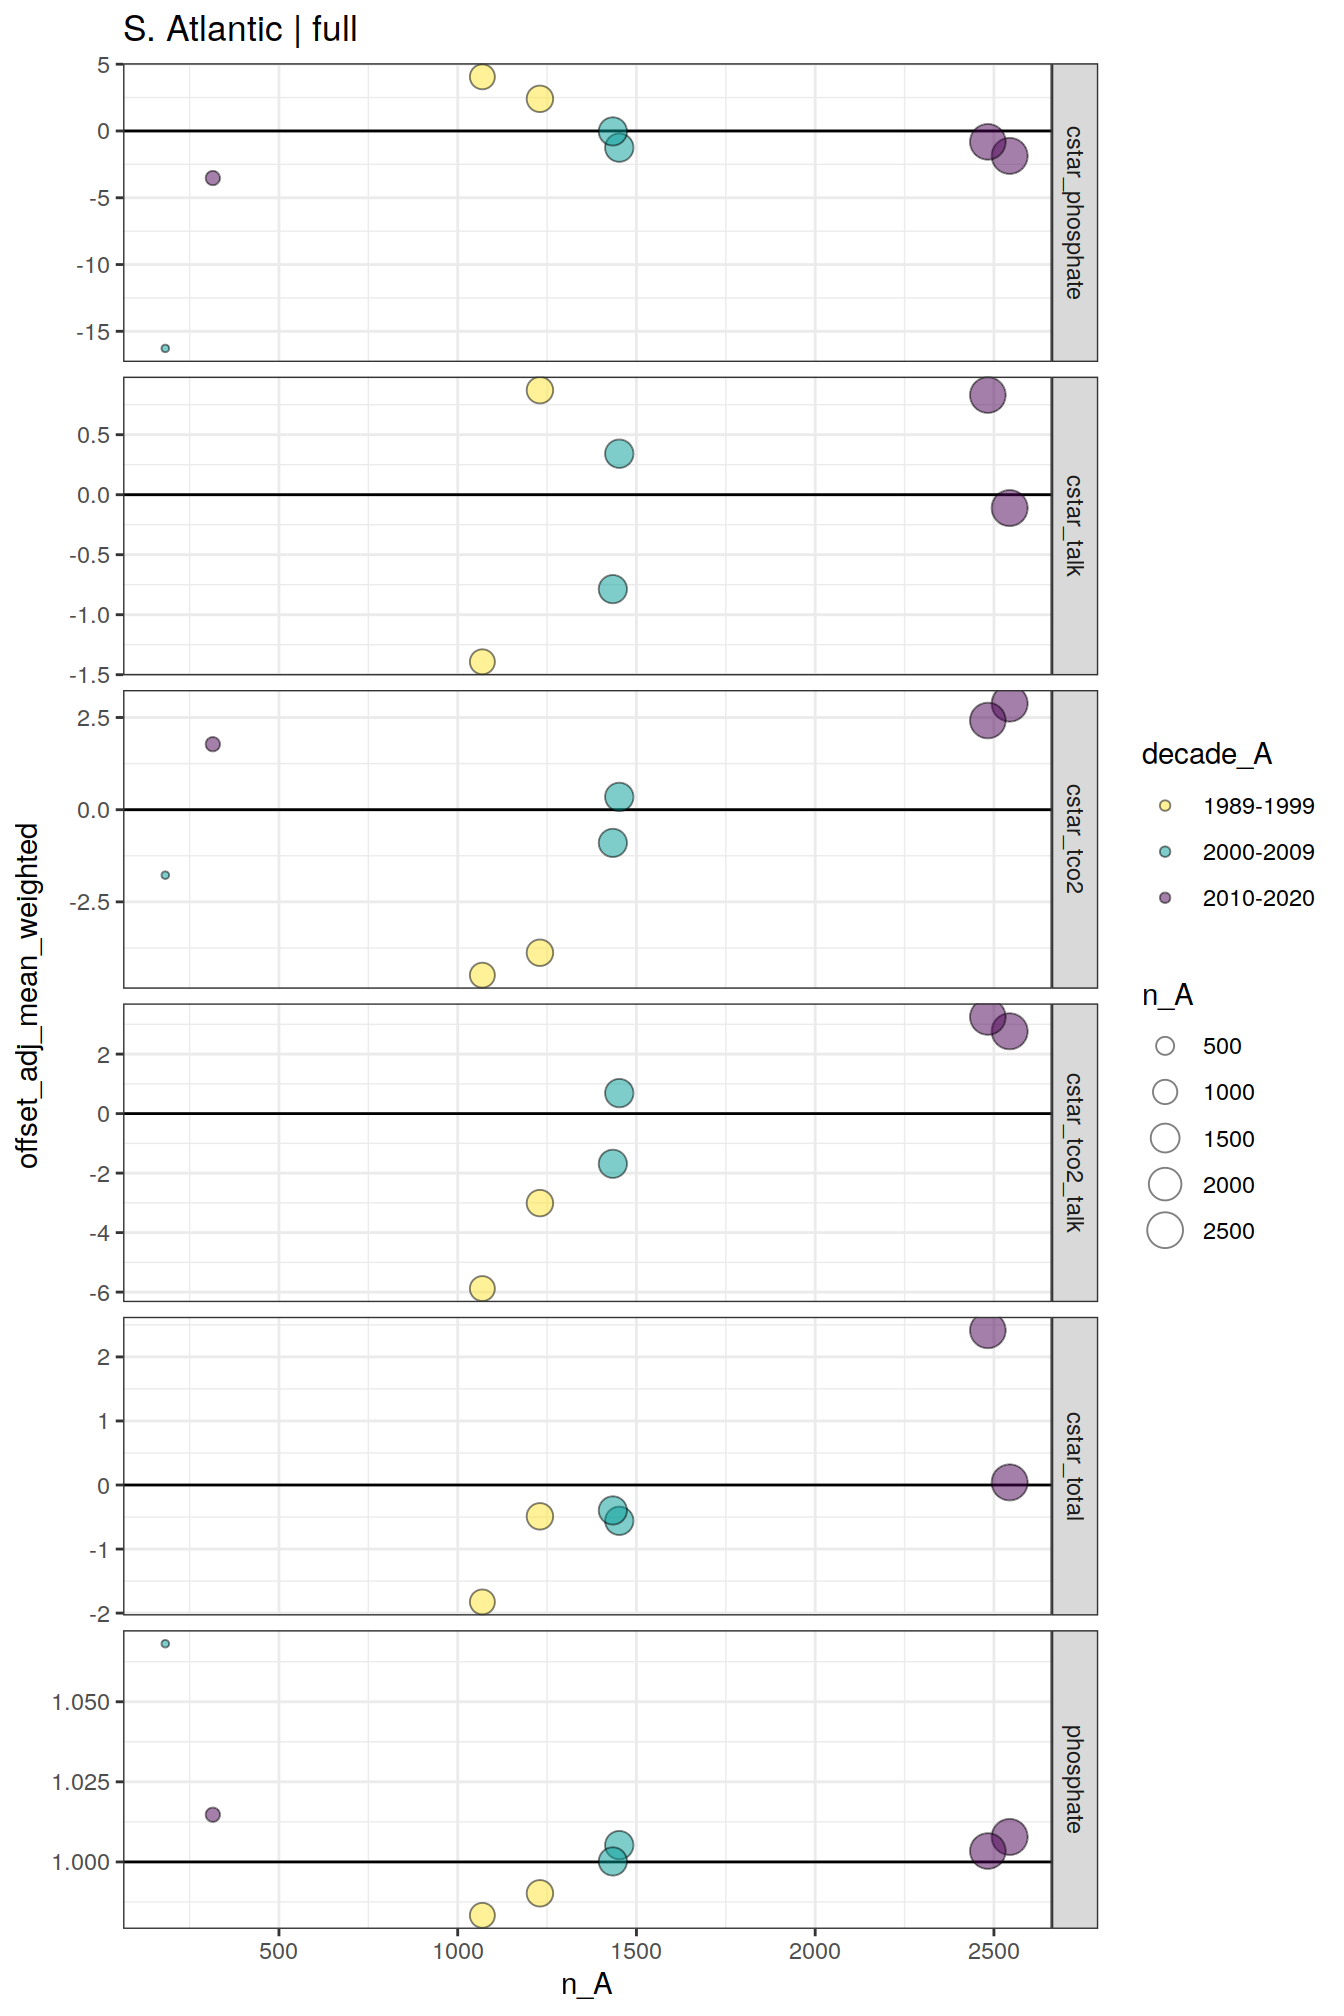 S. Atlantic | full
5
0
-5
-10
-15
cstar_phosphate
0.5
0.0
-0.5
-1.0
-1.5
cstar_talk
2.5
0.0
-2.5
cstar_tco2
2
0
-2
-4
-6
cstar_tco2_talk
2
1
0
-1
-2
cstar_total
1.050
1.025
1.000
phosphate
500 1000 1500 2000 2500
n_A
offset_adj_mean_weighted
decade_A
1989-1999
2000-2009
2010-2020
n_A
500
1000
1500
2000
2500